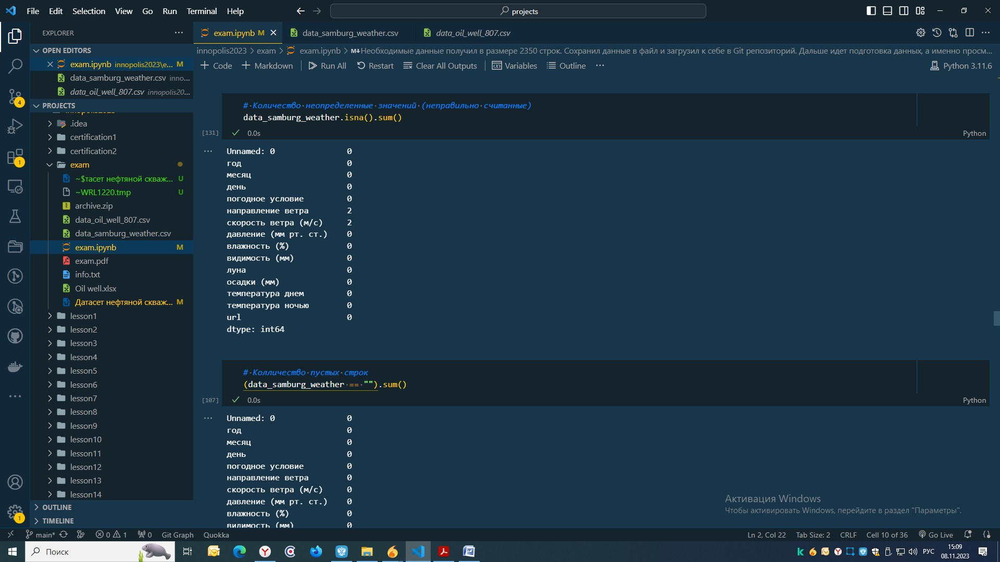 File Edit Selection View Go Run Terminal Help
projects
EXPLORER
exam.ipynb M
data_samburg_weather.csv
data_oil_well_807.csv
OPEN EDITORS
innopolis2023 > exam > exam.ipynb > M↓Необходимые данные получил в размере 2350 строк. Сохранил данные в файл и загрузил к себе в Git репозиторий. Дальше идет подготовка данных, а именно просм...
exam.ipynb innopolis2023\e... M
data_samburg_weather.csv inno...
data_oil_well_807.csv innopolis20...
+ Code + Markdown Run All Restart Clear All Outputs Variables Outline ...
Python 3.11.6
PROJECTS
.idea
certification1
certification2
exam
~$тасет нефтяной скваж... U
~WRL1220.tmp U
archive.zip
data_oil_well_807.csv
data_samburg_weather.csv
exam.ipynb M
exam.pdf
info.txt
Oil well.xlsx
Датасет нефтяной скваж... M
lesson1
lesson2
lesson3
lesson4
lesson5
lesson6
lesson7
lesson8
lesson9
lesson10
lesson11
lesson12
lesson13
lesson14
OUTLINE
TIMELINE
4
1
1
# Количество неопределенные значений (неправильно считанные)
data_samburg_weather.isna().sum()
[131] 0.0s Python
Unnamed: 0 0
год 0
месяц 0
день 0
погодное условие 0
направление ветра 2
скорость ветра (м/с) 2
давление (мм рт. ст.) 0
влажность (%) 0
видимость (мм) 0
луна 0
осадки (мм) 0
температура днем 0
температура ночью 0
url 0
dtype: int64
# Колличество пустых строк
(data_samburg_weather == "").sum()
[107] 0.0s Python
Unnamed: 0 0
год 0
месяц 0
день 0
погодное условие 0
направление ветра 0
скорость ветра (м/с) 0
давление (мм рт. ст.) 0
влажность (%) 0
видимость (мм) 0
Активация Windows
Чтобы активировать Windows, перейдите в раздел "Параметры".
main* 0 1 0 Git Graph Quokka
Ln 2, Col 22 Tab Size: 2 CRLF Cell 10 of 36 Go Live
Поиск
РУС
15:09
08.11.2023